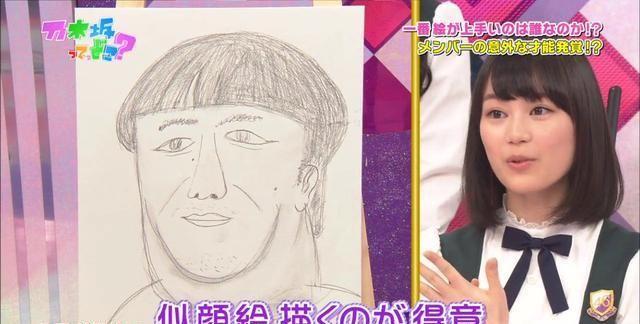 乃木坂
って、どこ?
一番絵が上手いのは誰なのか!?
メンバーの意外な才能発覚!?
似顔絵描くのが得意